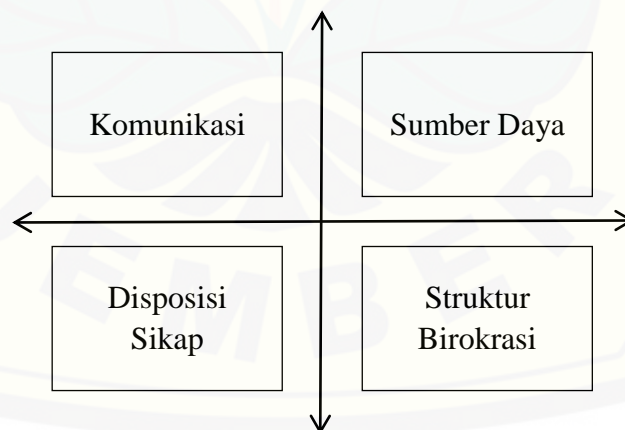 Komunikasi
Sumber Daya
Disposisi
Sikap
Struktur
Birokrasi